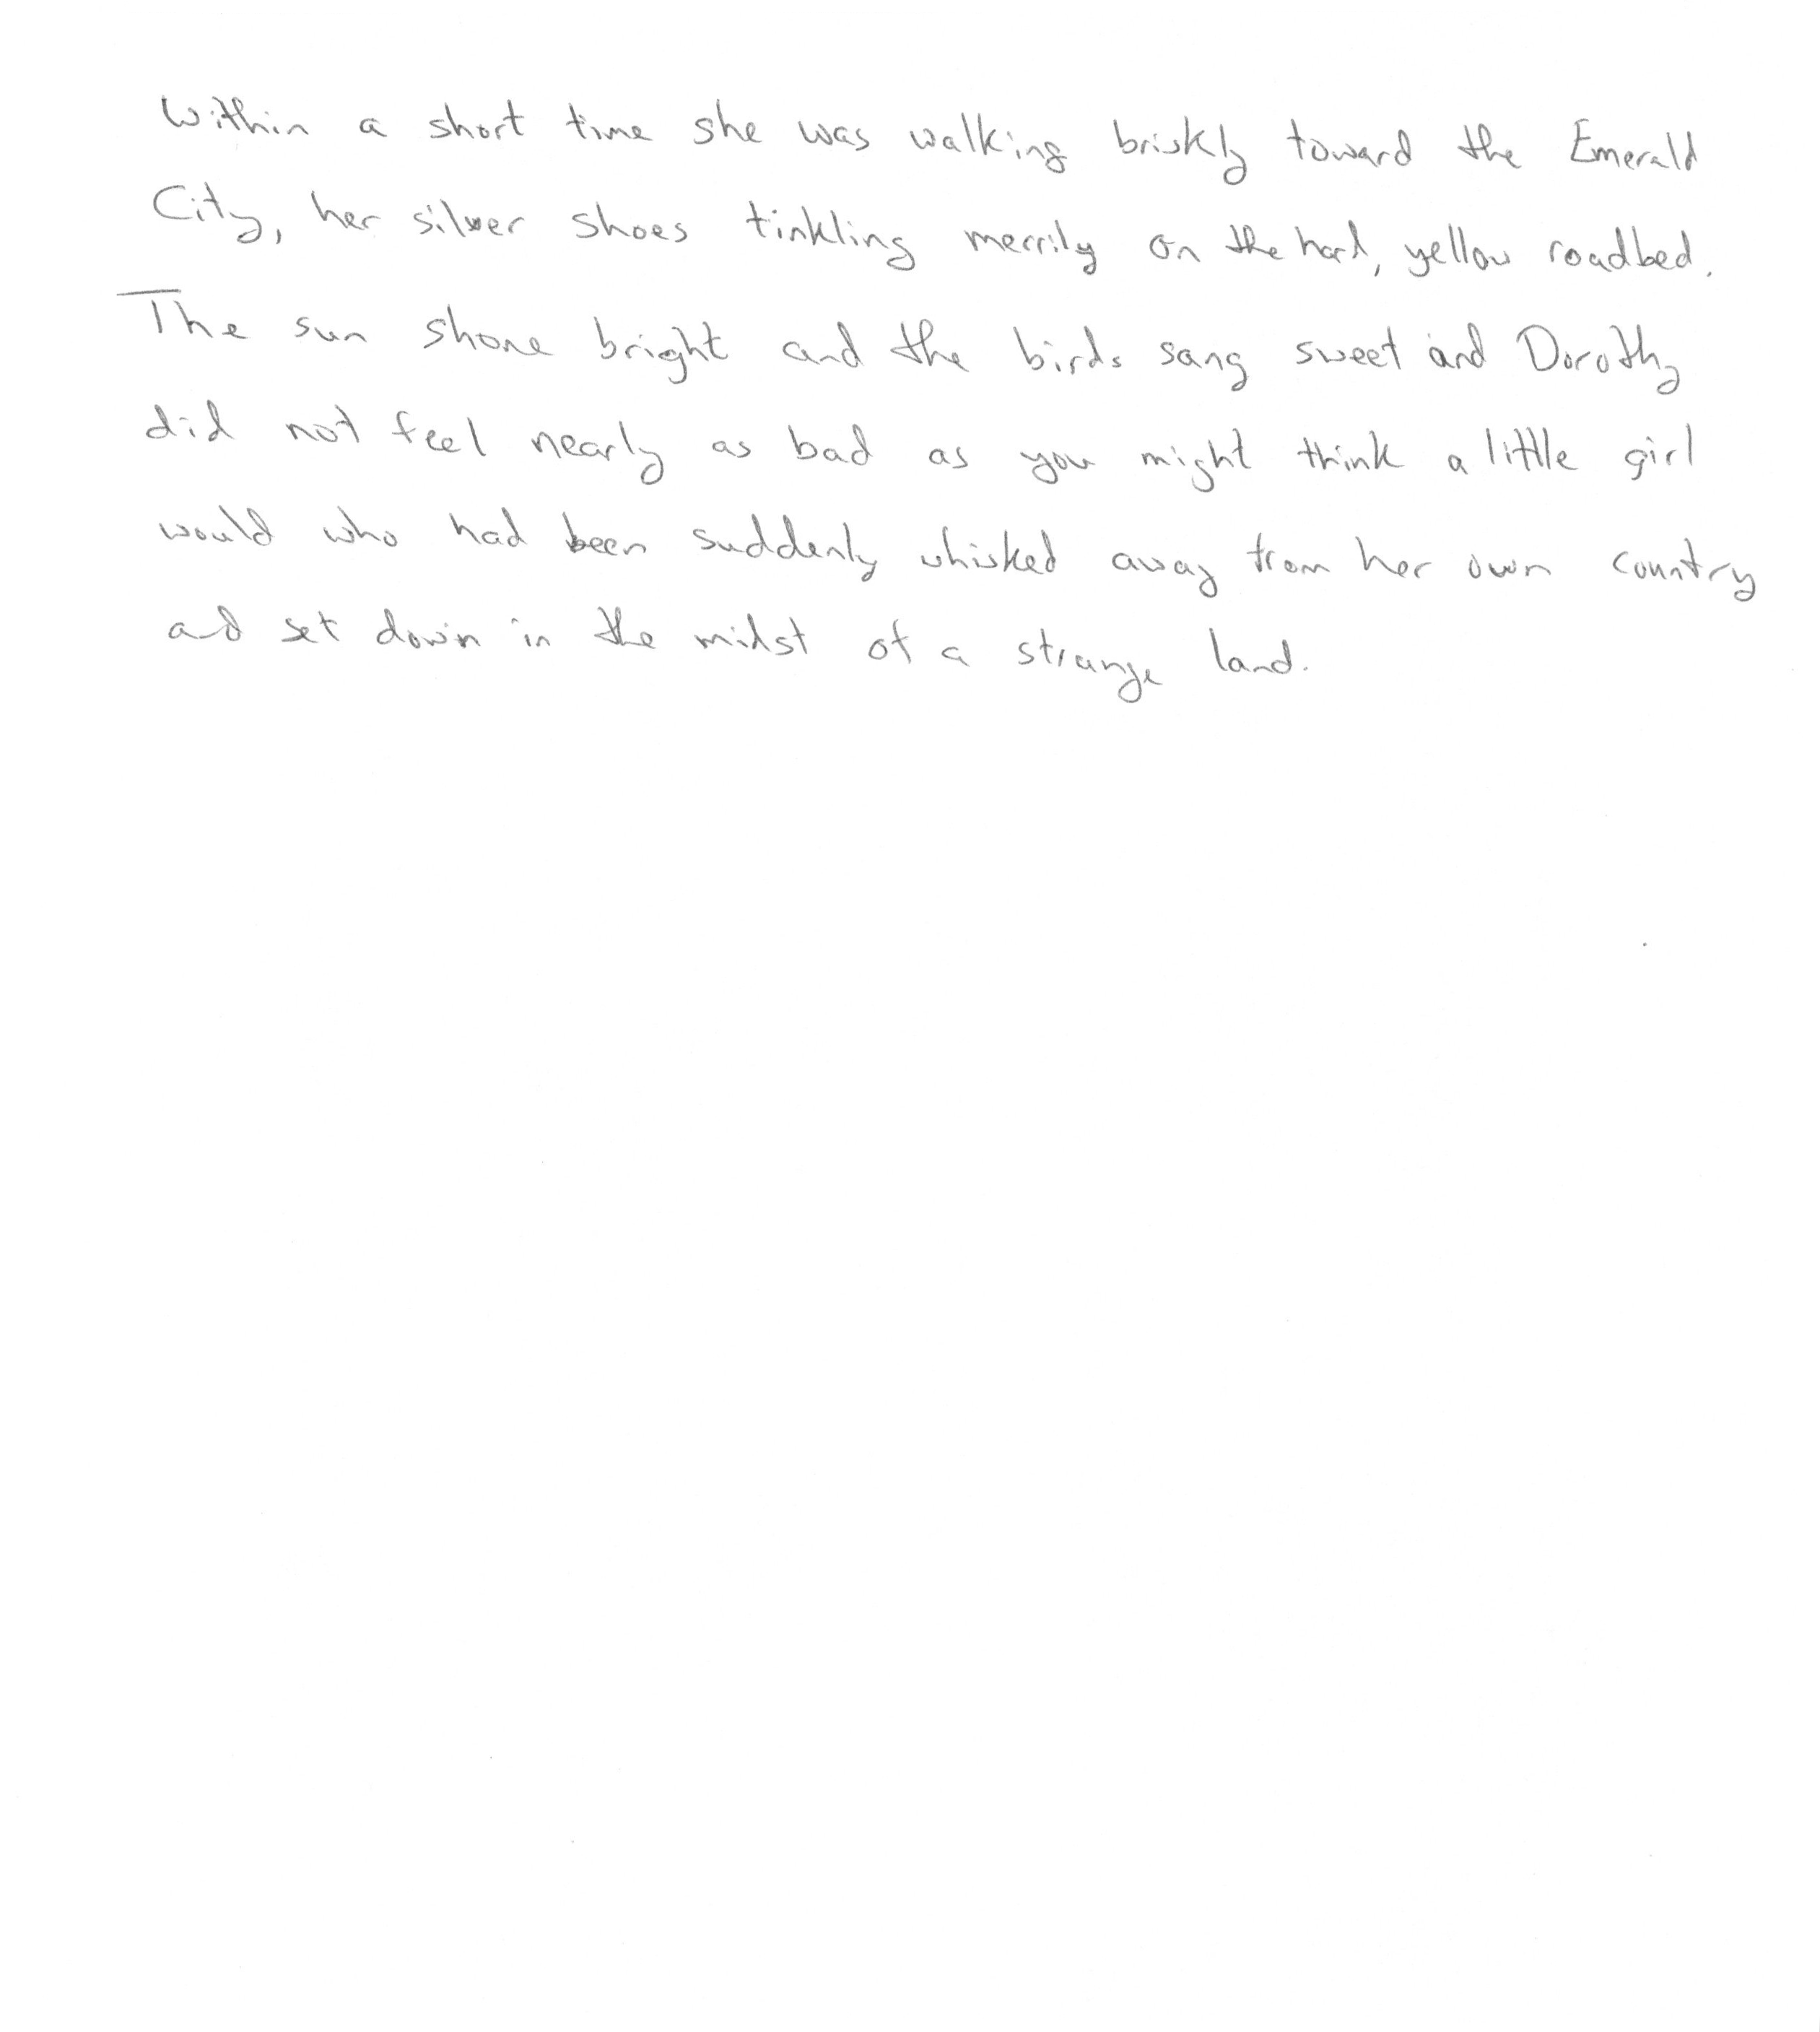 Within a short time she was walking briskly toward the Emerald
City, her silver shoes tinkling merrily on the hard, yellow roadbed.
The sun shone bright and the birds sang sweet and Dorothy
did not feel nearly as bad as you might think a little girl
would who had been suddenly whisked away from her own country
and set down in the midst of a strange land.